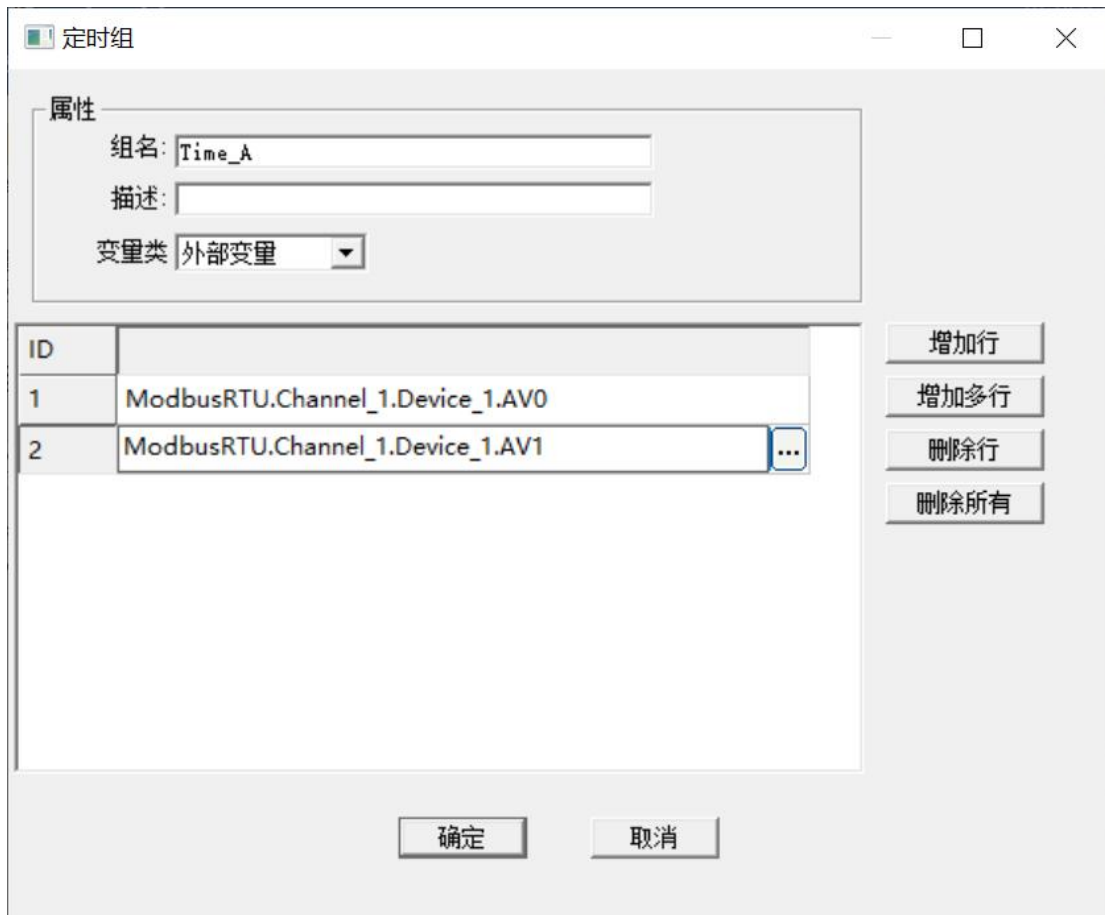 定时组
属性
组名: Time_A
描述:
变量类 外部变量
ID
1 ModbusRTU.Channel_1.Device_1.AV0
2 ModbusRTU.Channel_1.Device_1.AV1 ...
增加行
增加多行
删除行
删除所有
确定 取消